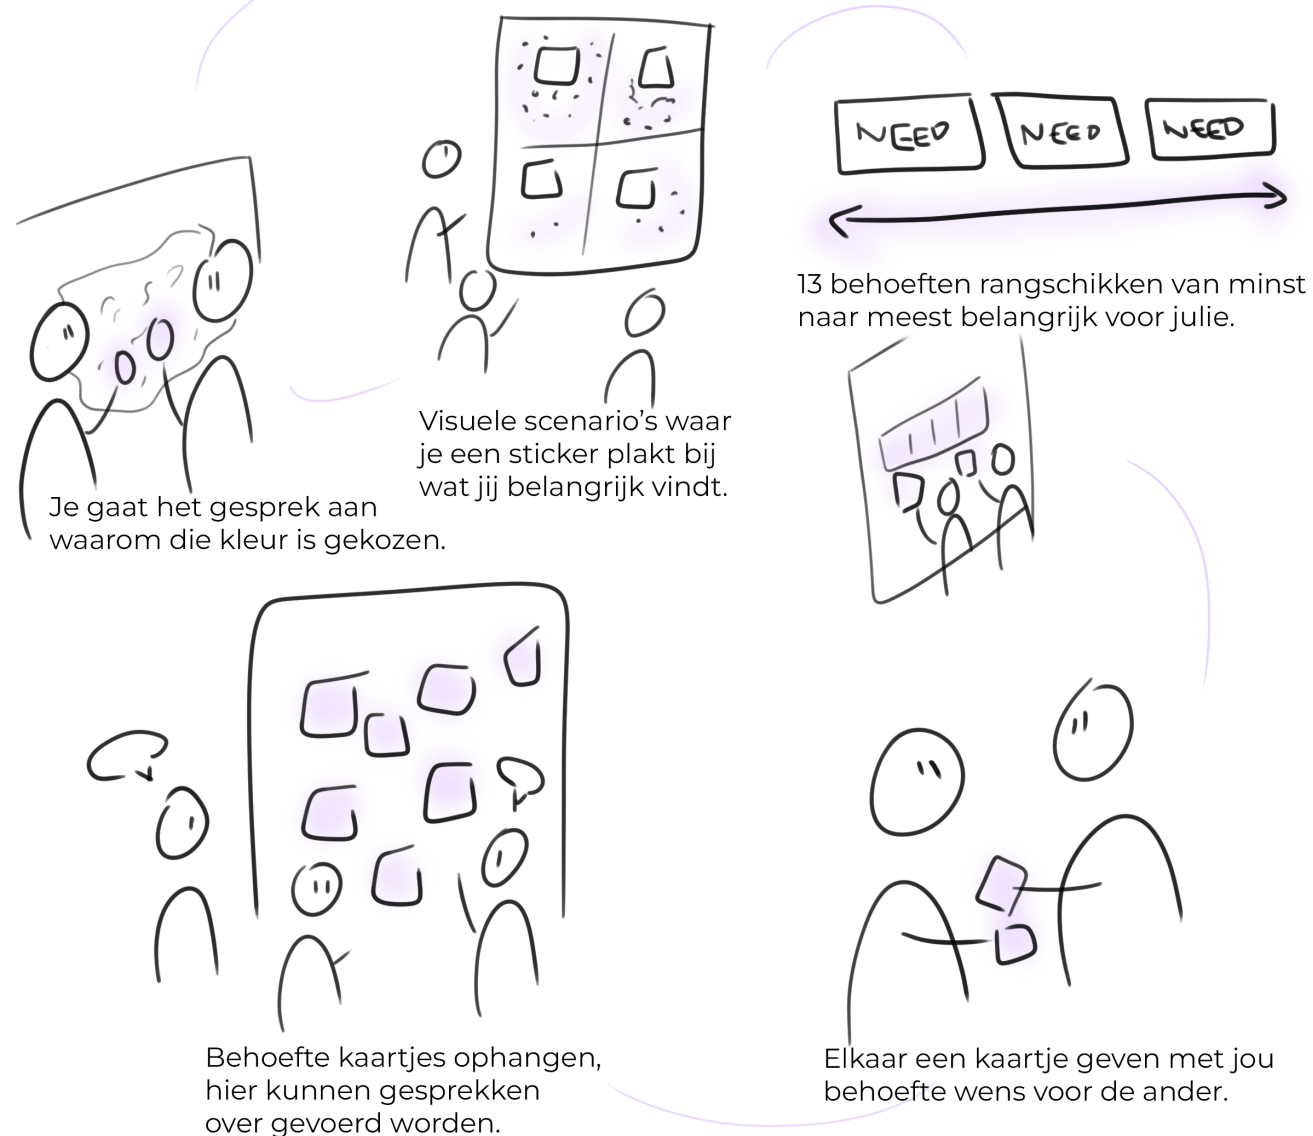 NEED NEED NEED
13 behoeften rangschikken van minst
naar meest belangrijk voor julie.
Visuele scenario's waar
je een sticker plakt bij
wat jij belangrijk vindt.
Je gaat het gesprek aan
waarom die kleur is gekozen.
Behoefte kaartjes ophangen,
hier kunnen gesprekken
over gevoerd worden.
Elkaar een kaartje geven met jou
behoefte wens voor de ander.